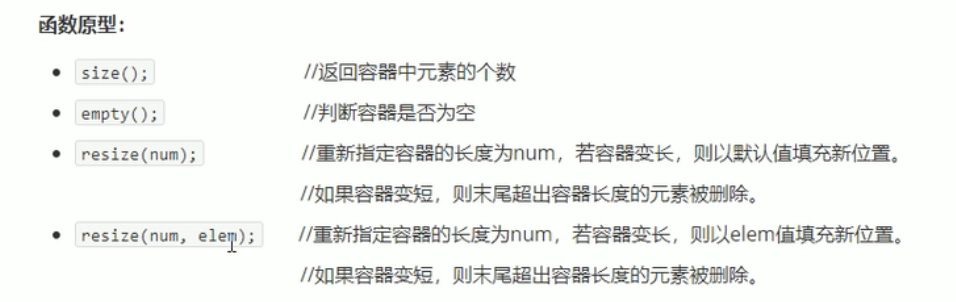 函数原型：
size(); //返回容器中元素的个数
empty(); //判断容器是否为空
resize(num); //重新指定容器的长度为num，若容器变长，则以默认值填充新位置。
//如果容器变短，则末尾超出容器长度的元素被删除。
resize(num, elem); //重新指定容器的长度为num，若容器变长，则以elem值填充新位置。
//如果容器变短，则末尾超出容器长度的元素被删除。